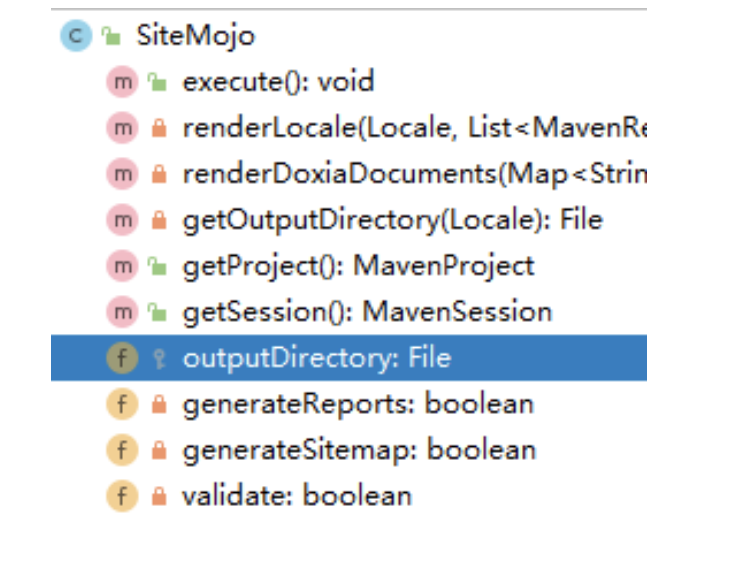 C SiteMojo
m execute(): void
m renderLocale(Locale, List<MavenRe
m renderDoxiaDocuments(Map<Strin
m getOutputDirectory(Locale): File
m getProject(): MavenProject
m getSession(): MavenSession
f outputDirectory: File
f generateReports: boolean
f generateSitemap: boolean
f validate: boolean